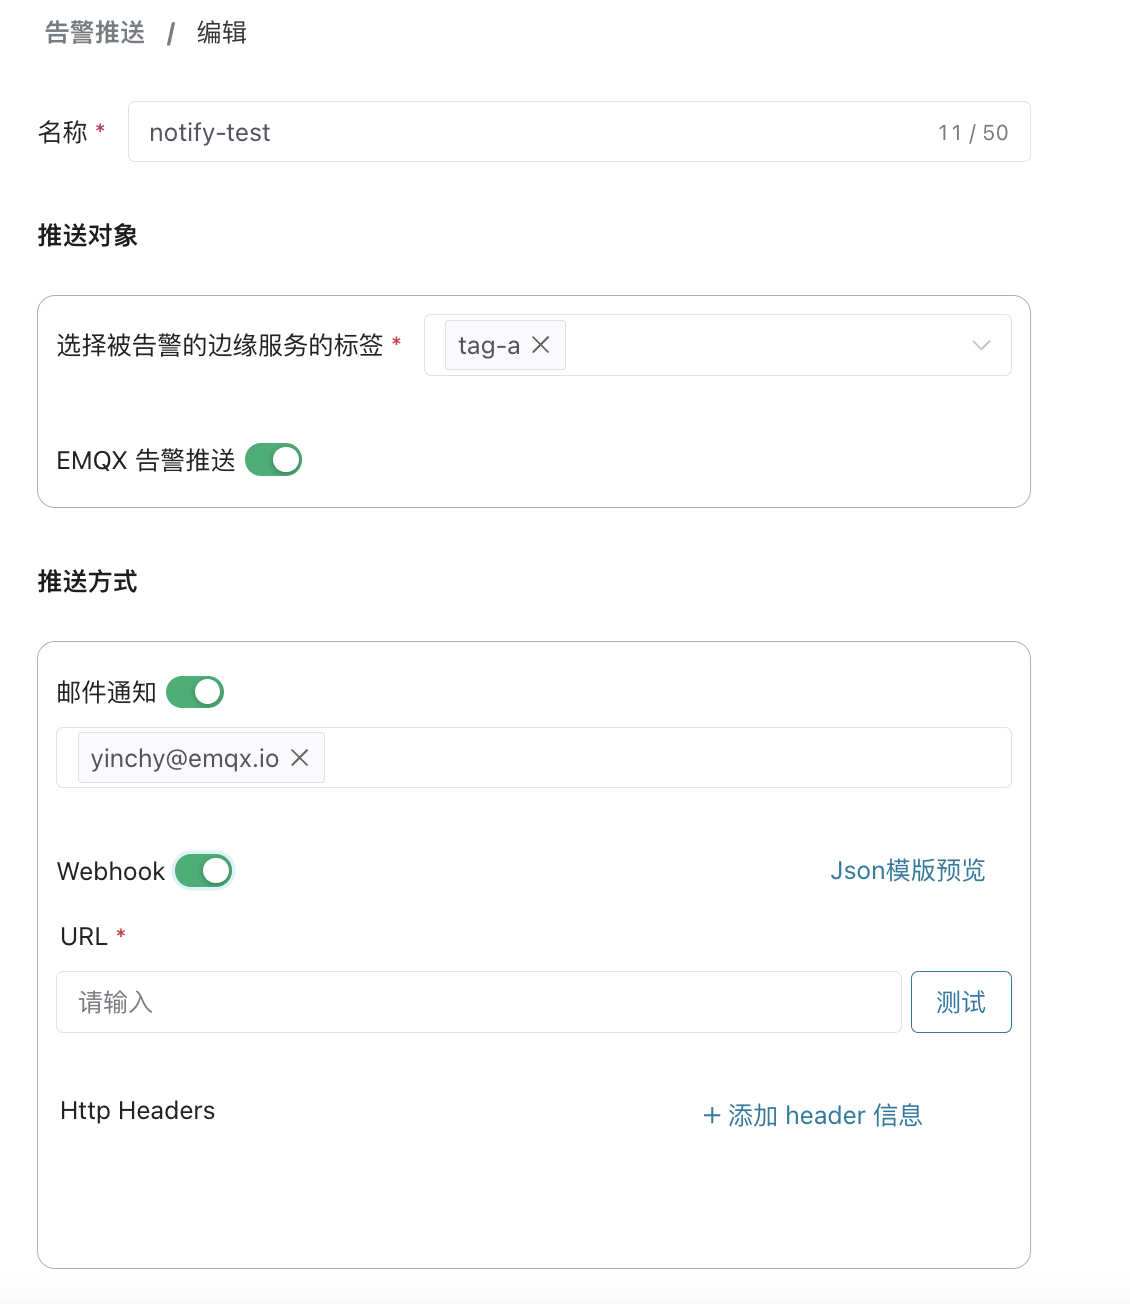 告警推送 / 编辑
名称 *
notify-test
11 / 50
推送对象
选择被告警的边缘服务的标签 *
tag-a
EMQX 告警推送
推送方式
邮件通知
yinchy@emqx.io
Webhook
Json模版预览
URL *
请输入
测试
Http Headers
+ 添加 header 信息